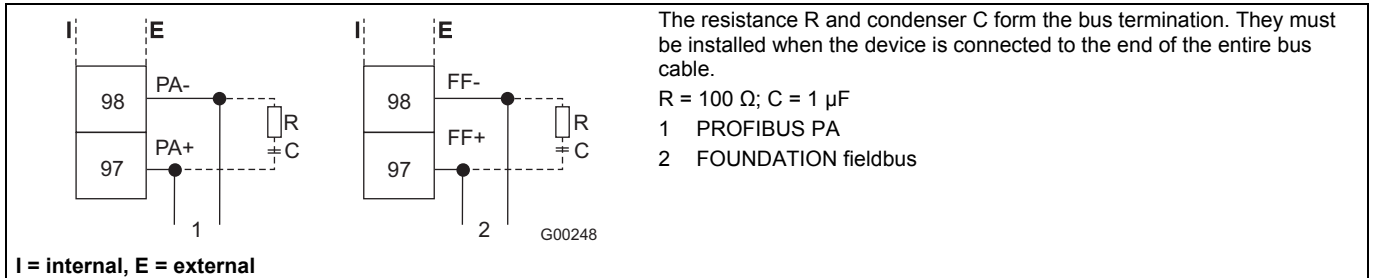 I E
98 PA-
97 PA+
R
C
1
I E
98 FF-
97 FF+
R
C
2
G00248
I = internal, E = external
The resistance R and condenser C form the bus termination. They must
be installed when the device is connected to the end of the entire bus
cable.
R = 100 Ω; C = 1 µF
1 PROFIBUS PA
2 FOUNDATION fieldbus